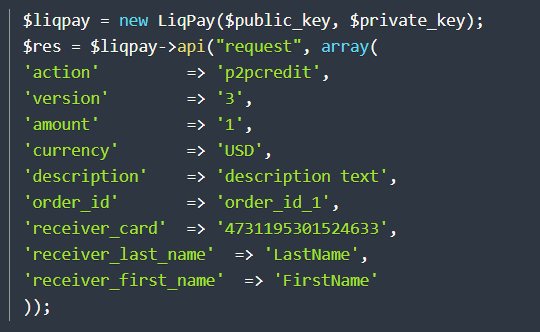 $liqpay = new LiqPay($public_key, $private_key);
$res = $liqpay->api("request", array(
'action'         => 'p2pcredit',
'version'        => '3',
'amount'         => '1',
'currency'       => 'USD',
'description'    => 'description text',
'order_id'       => 'order_id_1',
'receiver_card'  => '4731195301524633',
'receiver_last_name'  => 'LastName',
'receiver_first_name'  => 'FirstName'
));